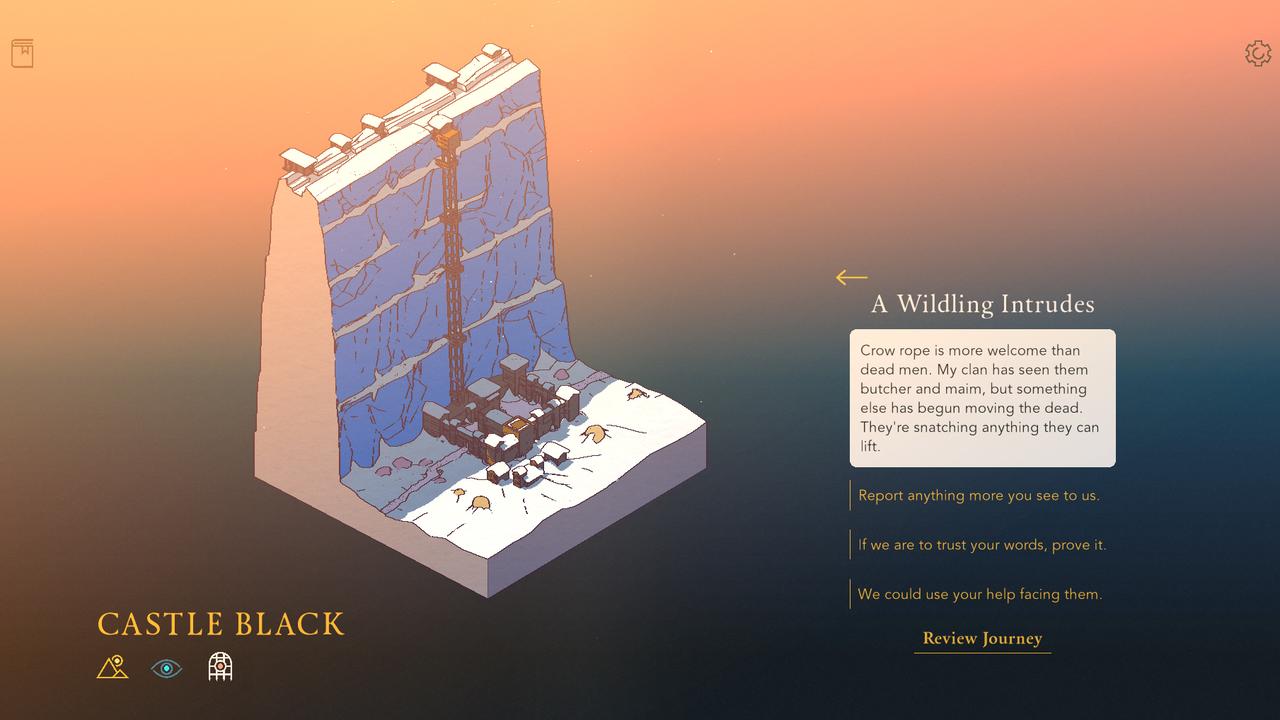 A Wildling Intrudes
Crow rope is more welcome than
dead men. My clan has seen them
butcher and maim, but something
else has begun moving the dead.
They're snatching anything they can
lift.
Report anything more you see to us.
If we are to trust your words, prove it.
We could use your help facing them.
Review Journey
CASTLE BLACK